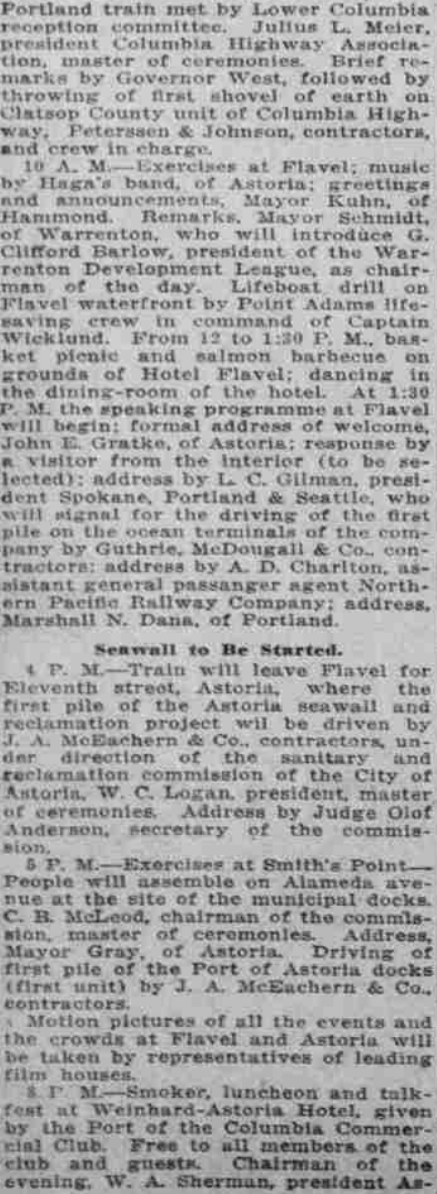 Portland train met by Lower Columbia
reception committee. Julius L. Meier,
president Columbia Highway Associa-
tion, master of ceremonies. Brief re-
marks by Governor West, followed by
throwing of first shovel of earth on
Clatsop County unit of Columbia High-
way, Peterssen & Johnson, contractors,
and crew in charge.
10 A. M.—Exercises at Flavel; music
by Haga's band, of Astoria; greetings
and announcements, Mayor Kuhn, of
Hammond. Remarks, Mayor Schmidt,
of Warrenton, who will introduce G.
Clifford Barlow, president of the War-
renton Development League, as chair-
man of the day. Lifeboat drill on
Flavel waterfront by Point Adams life-
saving crew in command of Captain
Wicklund. From 12 to 1:30 P. M., bas-
ket picnic and salmon barbecue on
grounds of Hotel Flavel; dancing in
the dining-room of the hotel. At 1:30
P. M. the speaking programme at Flavel
will begin; formal address of welcome,
John E. Gratke, of Astoria; response by
a visitor from the interior (to be se-
lected); address by L. C. Gilman, presi-
dent Spokane, Portland & Seattle, who
will signal for the driving of the first
pile on the ocean terminals of the com-
pany by Guthrie, McDougall & Co., con-
tractors; address by A. D. Charlton, as-
sistant general passanger agent North-
ern Pacific Railway Company; address,
Marshall N. Dana, of Portland.
Seawall to Be Started.
4 P. M.—Train will leave Flavel for
Eleventh street, Astoria, where the
first pile of the Astoria seawall and
reclamation project wil be driven by
J. A. McEachern & Co., contractors, un-
der direction of the sanitary and
reclamation commission of the City of
Astoria, W. C. Logan, president, master
of ceremonies. Address by Judge Olof
Anderson, secretary of the commis-
sion.
5 P. M.—Exercises at Smith's Point—
People will assemble on Alameda ave-
nue at the site of the municipal docks.
C. R. McLeod, chairman of the commis-
sion, master of ceremonies. Address,
Mayor Gray, of Astoria. Driving of
first pile of the Port of Astoria docks
(first unit) by J. A. McEachern & Co.,
contractors.
Motion pictures of all the events and
the crowds at Flavel and Astoria will
be taken by representatives of leading
film houses.
8 P. M.—Smoker, luncheon and talk-
fest at Weinhard-Astoria Hotel, given
by the Port of the Columbia Commer-
cial Club. Free to all members of the
club and guests. Chairman of the
evening, W. A. Sherman, president As-